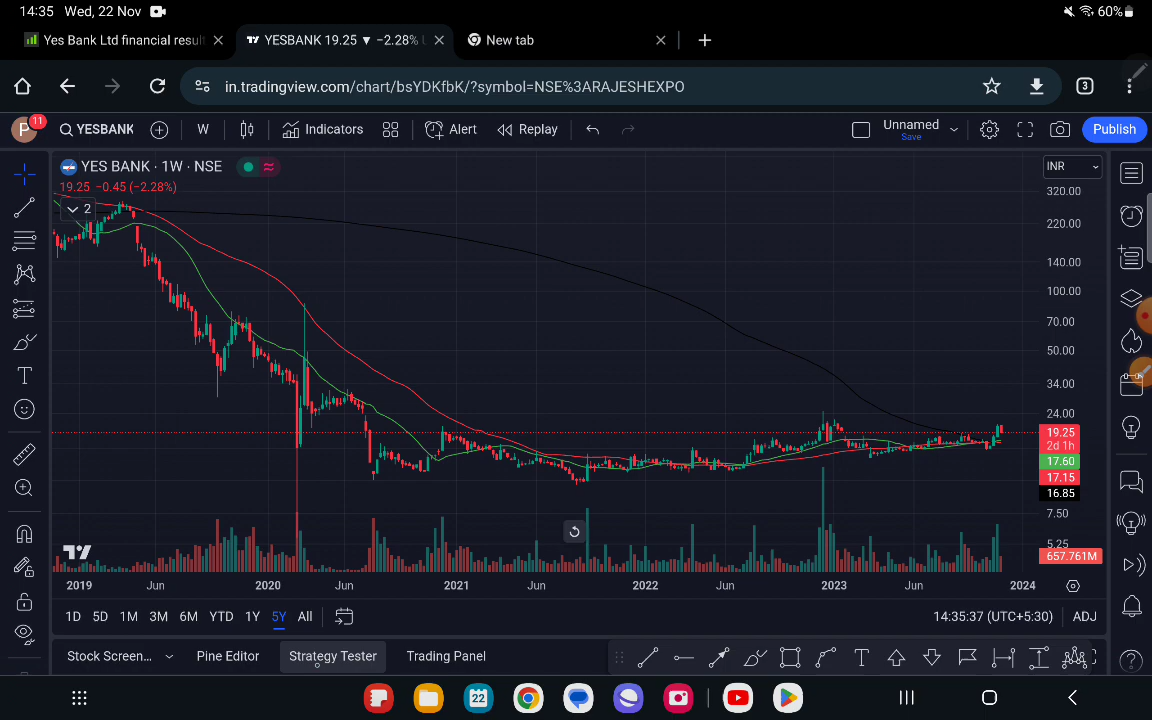 14:35 Wed, 22 Nov
60%
Yes Bank Ltd financial resul
YESBANK 19.25 ▼ −2.28%
New tab
in.tradingview.com/chart/bsYDKfbK/?symbol=NSE%3ARAJESHEXPO
3
P 11 YESBANK W Indicators Alert Replay Unnamed Save Publish
YES BANK · 1W · NSE
19.25 −0.45 (−2.28%)
2
INR
320.00
220.00
140.00
100.00
70.00
50.00
34.00
24.00
19.25
2d 1h
17.60
17.15
16.85
7.50
5.25
657.761M
2019 Jun 2020 Jun 2021 Jun 2022 Jun 2023 Jun 2024
1D 5D 1M 3M 6M YTD 1Y 5Y All 14:35:37 (UTC+5:30) ADJ
Stock Screen... Pine Editor Strategy Tester Trading Panel
22